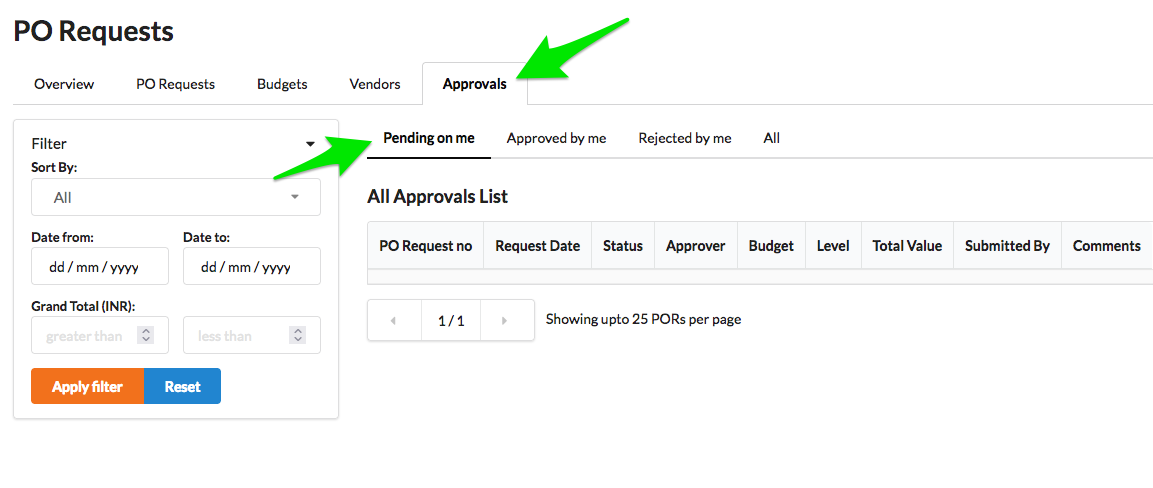 PO Requests
Overview PO Requests Budgets Vendors Approvals
Filter
Sort By:
All
Date from: Date to:
dd / mm / yyyy dd / mm / yyyy
Grand Total (INR):
greater than less than
Apply filter Reset
Pending on me Approved by me Rejected by me All
All Approvals List
PO Request no Request Date Status Approver Budget Level Total Value Submitted By Comments
1 / 1 Showing upto 25 PORs per page